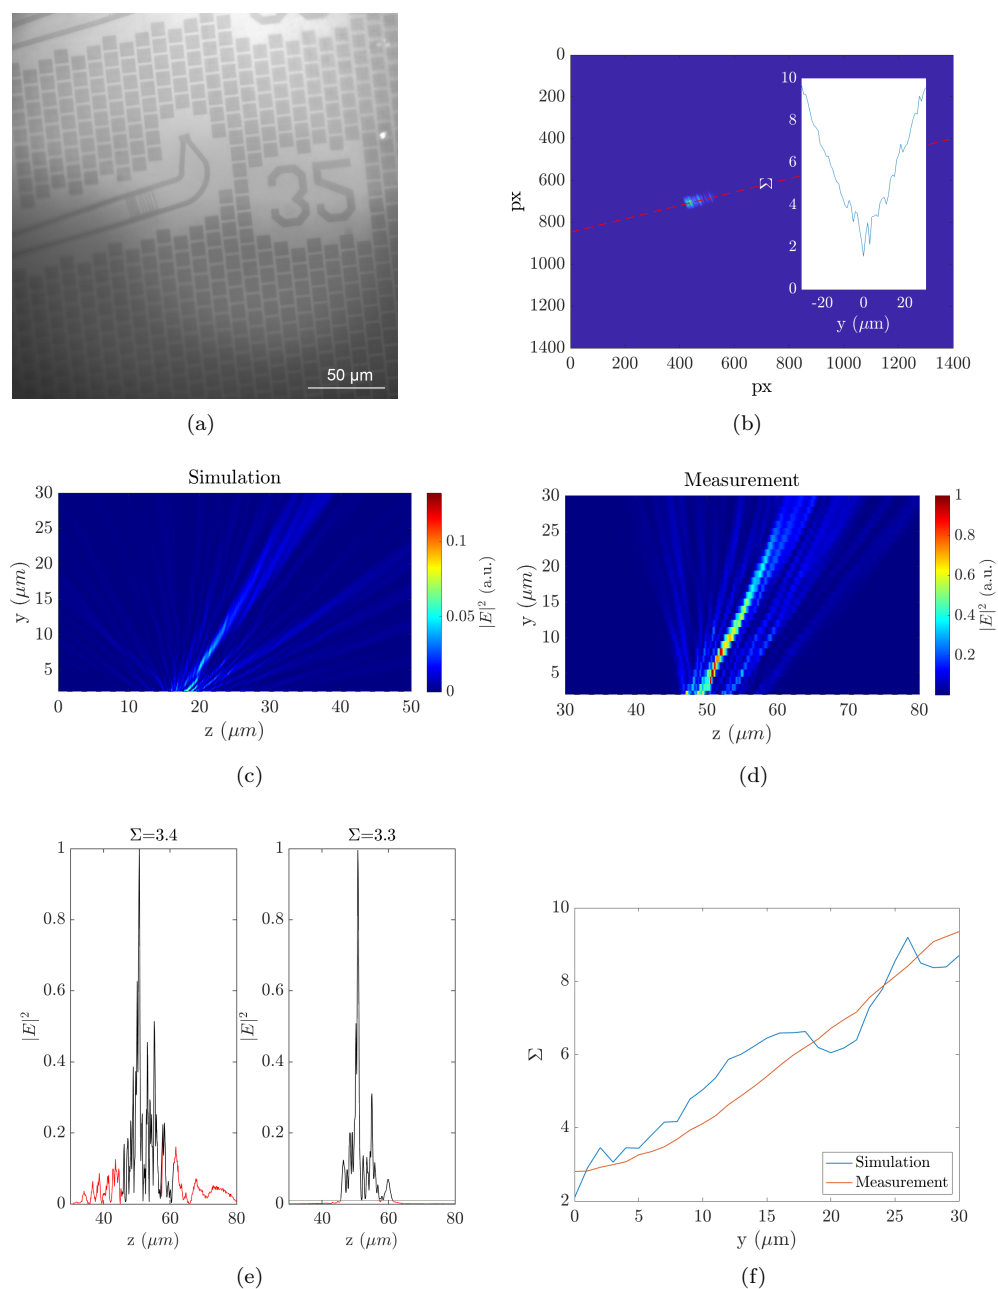 35
50 μm
(a)
0
200
400
600
800
1000
1200
1400
px
0 200 400 600 800 1000 1200 1400
px
10
8
6
4
2
0
Σ
-20 0 20
y (μm)
(b)
Simulation
30
25
20
15
10
5
y (μm)
0 10 20 30 40 50
z (μm)
0.1
0.05
0
|E|² (a.u.)
(c)
Measurement
30
25
20
15
10
5
y (μm)
30 40 50 60 70 80
z (μm)
1
0.8
0.6
0.4
0.2
|E|² (a.u.)
(d)
Σ=3.4
1
0.8
0.6
0.4
0.2
0
|E|²
40 60 80
z (μm)
Σ=3.3
1
0.8
0.6
0.4
0.2
0
|E|²
40 60 80
z (μm)
(e)
10
8
6
4
2
Σ
0 5 10 15 20 25 30
y (μm)
Simulation
Measurement
(f)